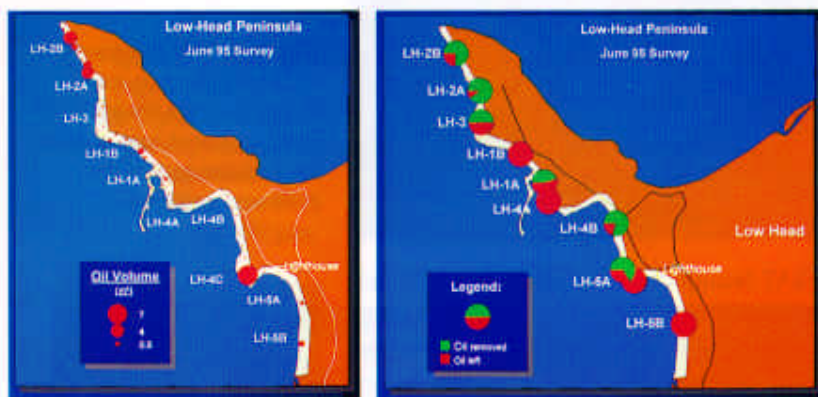 Low-Head Peninsula
June 95 Survey
LH-2B
LH-2A
LH-3
LH-1B
LH-1A
LH-4A
LH-4B
LH-4C
Lighthouse
LH-5A
LH-5B
Oil Volume
7
4
0.5
Low-Head Peninsula
June 95 Survey
LH-2B
LH-2A
LH-3
LH-1B
LH-1A
LH-4A
LH-4B
Low Head
Lighthouse
LH-5A
LH-5B
Legend:
Oil removed
Oil left